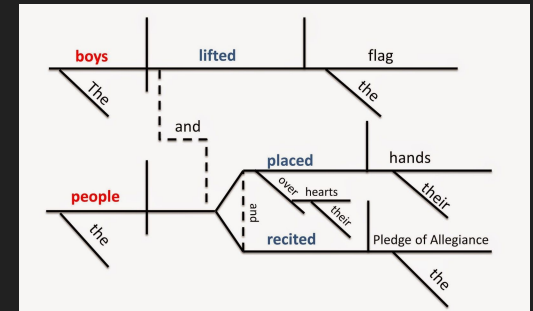 boys lifted flag
The the
and
placed hands
over hearts their
people their
and
the
recited Pledge of Allegiance
the